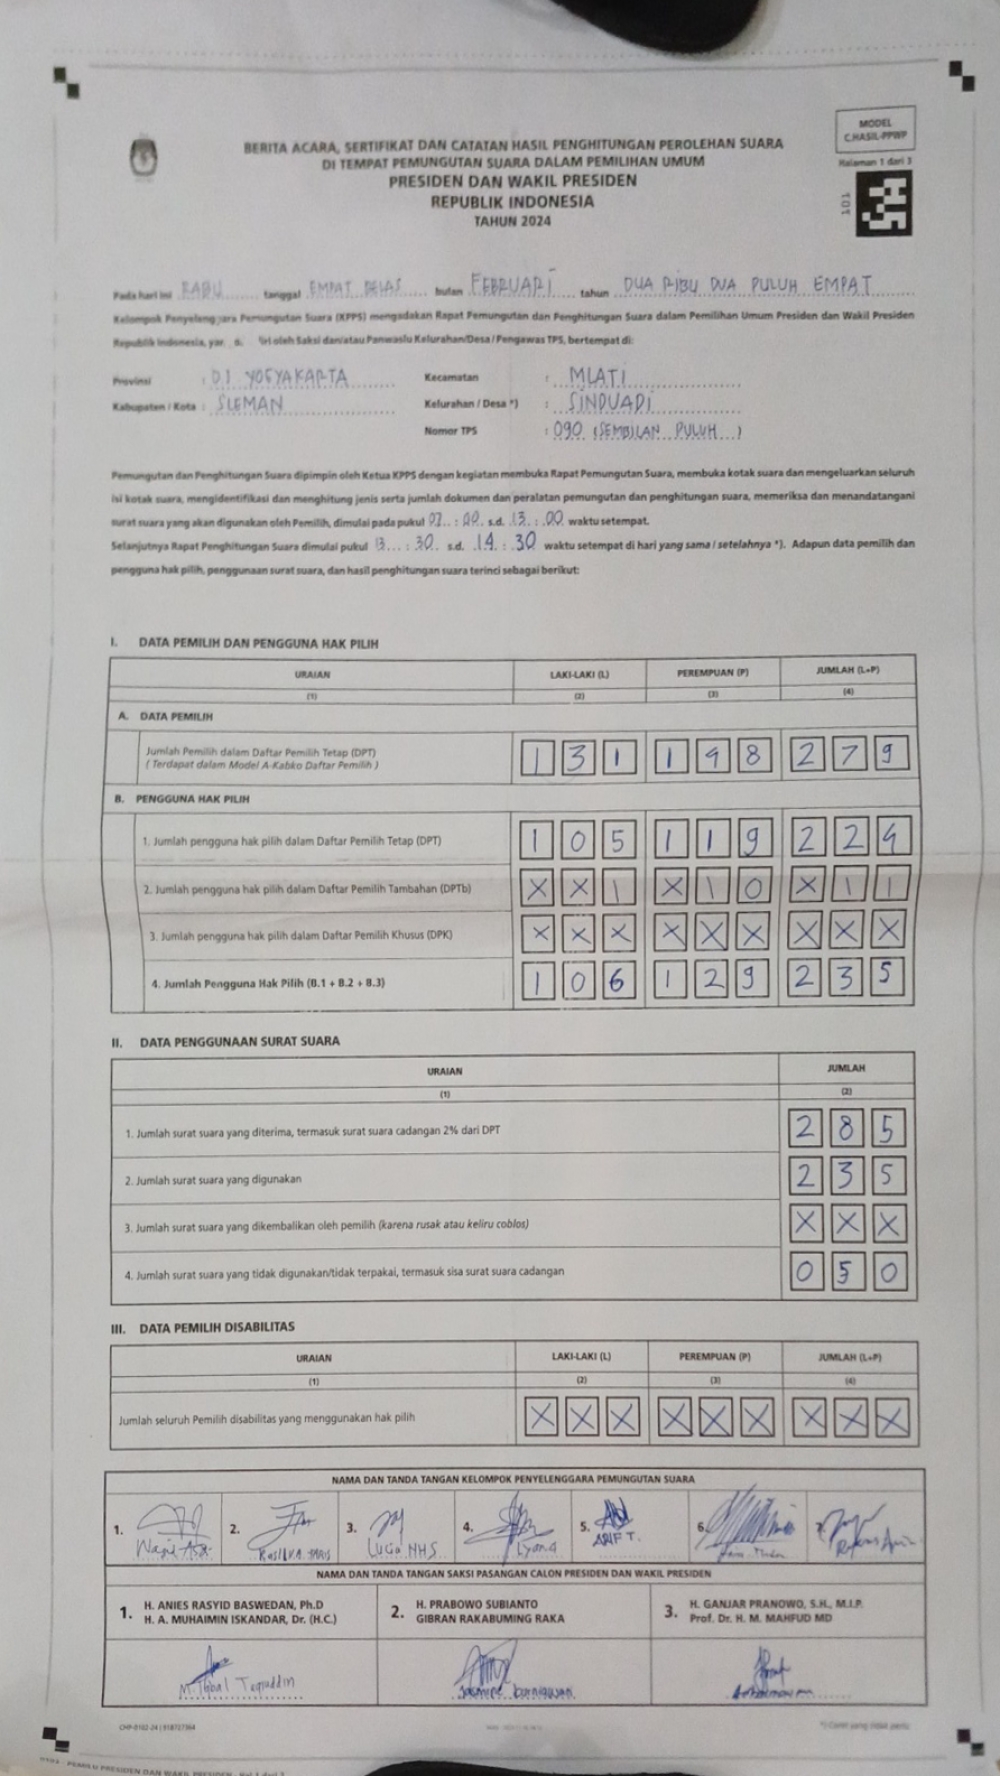 MODEL
C.HASIL-PPWP
Halaman 1 dari 3
101
BERITA ACARA, SERTIFIKAT DAN CATATAN HASIL PENGHITUNGAN PEROLEHAN SUARA
DI TEMPAT PEMUNGUTAN SUARA DALAM PEMILIHAN UMUM
PRESIDEN DAN WAKIL PRESIDEN
REPUBLIK INDONESIA
TAHUN 2024
Pada hari ini RABU tanggal EMPAT BELAS bulan FEBRUARI tahun DUA RIBU DUA PULUH EMPAT
Kelompok Penyelenggara Pemungutan Suara (KPPS) mengadakan Rapat Pemungutan dan Penghitungan Suara dalam Pemilihan Umum Presiden dan Wakil Presiden
Republik Indonesia, oleh Saksi dan/atau Panwaslu Kelurahan/Desa/Pengawas TPS, bertempat di:
Provinsi : D.I YOGYAKARTA Kecamatan : MLATI
Kabupaten / Kota : SLEMAN Kelurahan / Desa *) : SINDUADI
Nomor TPS : 090 (SEMBILAN PULUH)
Pemungutan dan Penghitungan Suara dipimpin oleh Ketua KPPS dengan kegiatan membuka Rapat Pemungutan Suara, membuka kotak suara dan mengeluarkan seluruh
isi kotak suara, mengidentifikasi dan menghitung jenis serta jumlah dokumen dan peralatan pemungutan dan penghitungan suara, memeriksa dan menandatangani
surat suara yang akan digunakan oleh Pemilih, dimulai pada pukul 07 : 00 s.d. 13 : 00 waktu setempat.
Selanjutnya Rapat Penghitungan Suara dimulai pukul 13 : 30 s.d. 14 : 30 waktu setempat di hari yang sama / setelahnya *). Adapun data pemilih dan
pengguna hak pilih, penggunaan surat suara, dan hasil penghitungan suara terinci sebagai berikut:
I. DATA PEMILIH DAN PENGGUNA HAK PILIH
URAIAN LAKI-LAKI (L) PEREMPUAN (P) JUMLAH (L+P)
(1) (2) (3) (4)
A. DATA PEMILIH
Jumlah Pemilih dalam Daftar Pemilih Tetap (DPT) 1 3 1 1 4 8 2 7 9
( Terdapat dalam Model A-Kabko Daftar Pemilih )
B. PENGGUNA HAK PILIH
1. Jumlah pengguna hak pilih dalam Daftar Pemilih Tetap (DPT) 1 0 5 1 1 9 2 2 4
2. Jumlah pengguna hak pilih dalam Daftar Pemilih Tambahan (DPTb) X X 1 X 1 0 X 1 1
3. Jumlah pengguna hak pilih dalam Daftar Pemilih Khusus (DPK) X X X X X X X X X
4. Jumlah Pengguna Hak Pilih (B.1 + B.2 + B.3) 1 0 6 1 2 9 2 3 5
II. DATA PENGGUNAAN SURAT SUARA
URAIAN JUMLAH
(1) (2)
1. Jumlah surat suara yang diterima, termasuk surat suara cadangan 2% dari DPT 2 8 5
2. Jumlah surat suara yang digunakan 2 3 5
3. Jumlah surat suara yang dikembalikan oleh pemilih (karena rusak atau keliru coblos) X X X
4. Jumlah surat suara yang tidak digunakan/tidak terpakai, termasuk sisa surat suara cadangan 0 5 0
III. DATA PEMILIH DISABILITAS
URAIAN LAKI-LAKI (L) PEREMPUAN (P) JUMLAH (L+P)
(1) (2) (3) (4)
Jumlah seluruh Pemilih disabilitas yang menggunakan hak pilih X X X X X X X X X
NAMA DAN TANDA TANGAN KELOMPOK PENYELENGGARA PEMUNGUTAN SUARA
1. 2. 3. 4. 5. 6. 7.
LUGA NHS Lyana ARIF T.
NAMA DAN TANDA TANGAN SAKSI PASANGAN CALON PRESIDEN DAN WAKIL PRESIDEN
1. H. ANIES RASYID BASWEDAN, Ph.D
H. A. MUHAIMIN ISKANDAR, Dr. (H.C.)
2. H. PRABOWO SUBIANTO
GIBRAN RAKABUMING RAKA
3. H. GANJAR PRANOWO, S.H., M.I.P.
Prof. Dr. H. M. MAHFUD MD
M. Iqbal Taqiuddin Jasmine Kurniawan